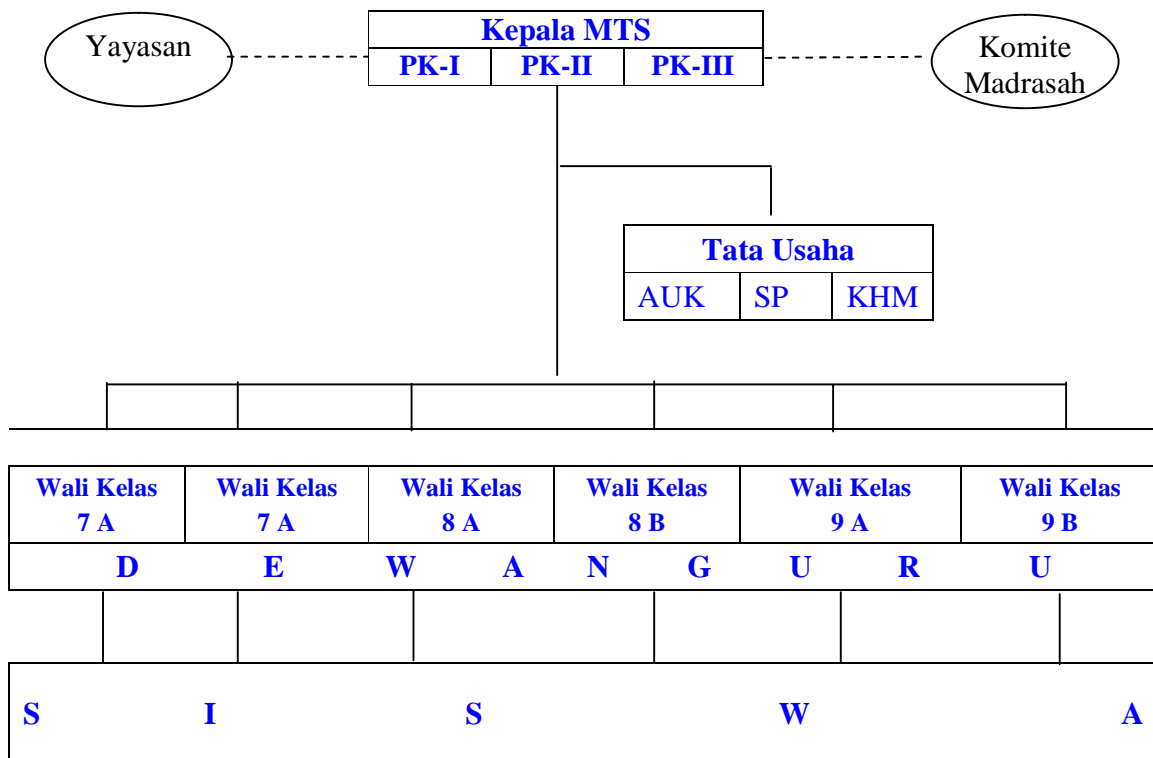 Yayasan
Kepala MTS
PK-I PK-II PK-III
Komite
Madrasah
Tata Usaha
AUK SP KHM
Wali Kelas
7 A
Wali Kelas
7 A
Wali Kelas
8 A
Wali Kelas
8 B
Wali Kelas
9 A
Wali Kelas
9 B
D E W A N G U R U
S I S W A